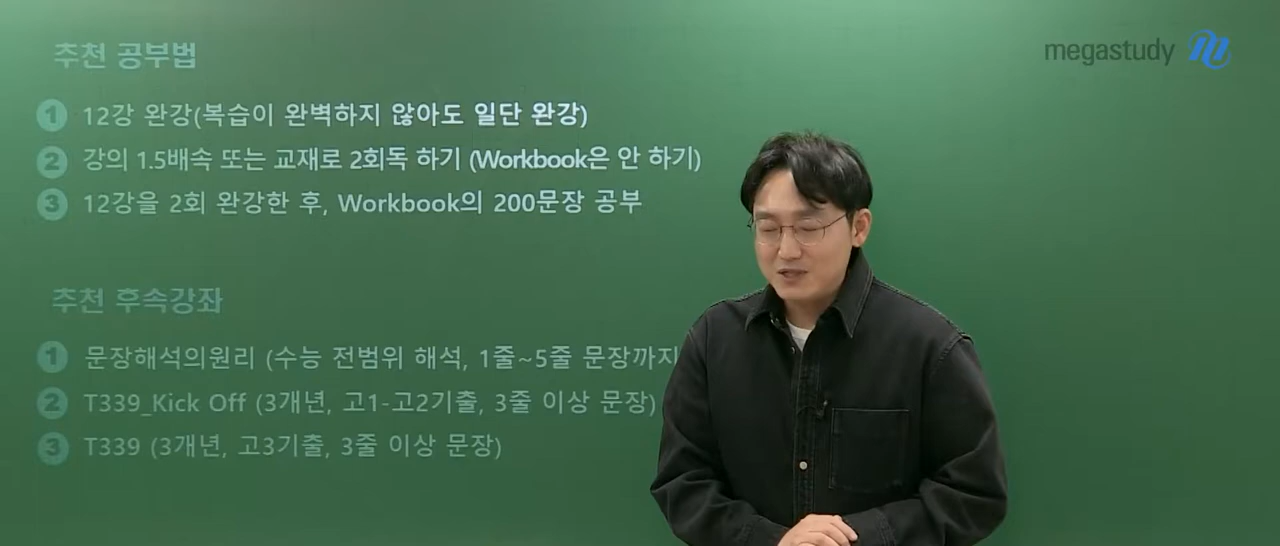 추천 공부법
megastudy
1 12강 완강(복습이 완벽하지 않아도 일단 완강)
2 강의 1.5배속 또는 교재로 2회독 하기 (Workbook은 안 하기)
3 12강을 2회 완강한 후, Workbook의 200문장 공부
추천 후속강좌
1 문장해석의원리 (수능 전범위 해석, 1줄~5줄 문장까지
2 T339_Kick Off (3개년, 고1-고2기출, 3줄 이상 문장)
3 T339 (3개년, 고3기출, 3줄 이상 문장)